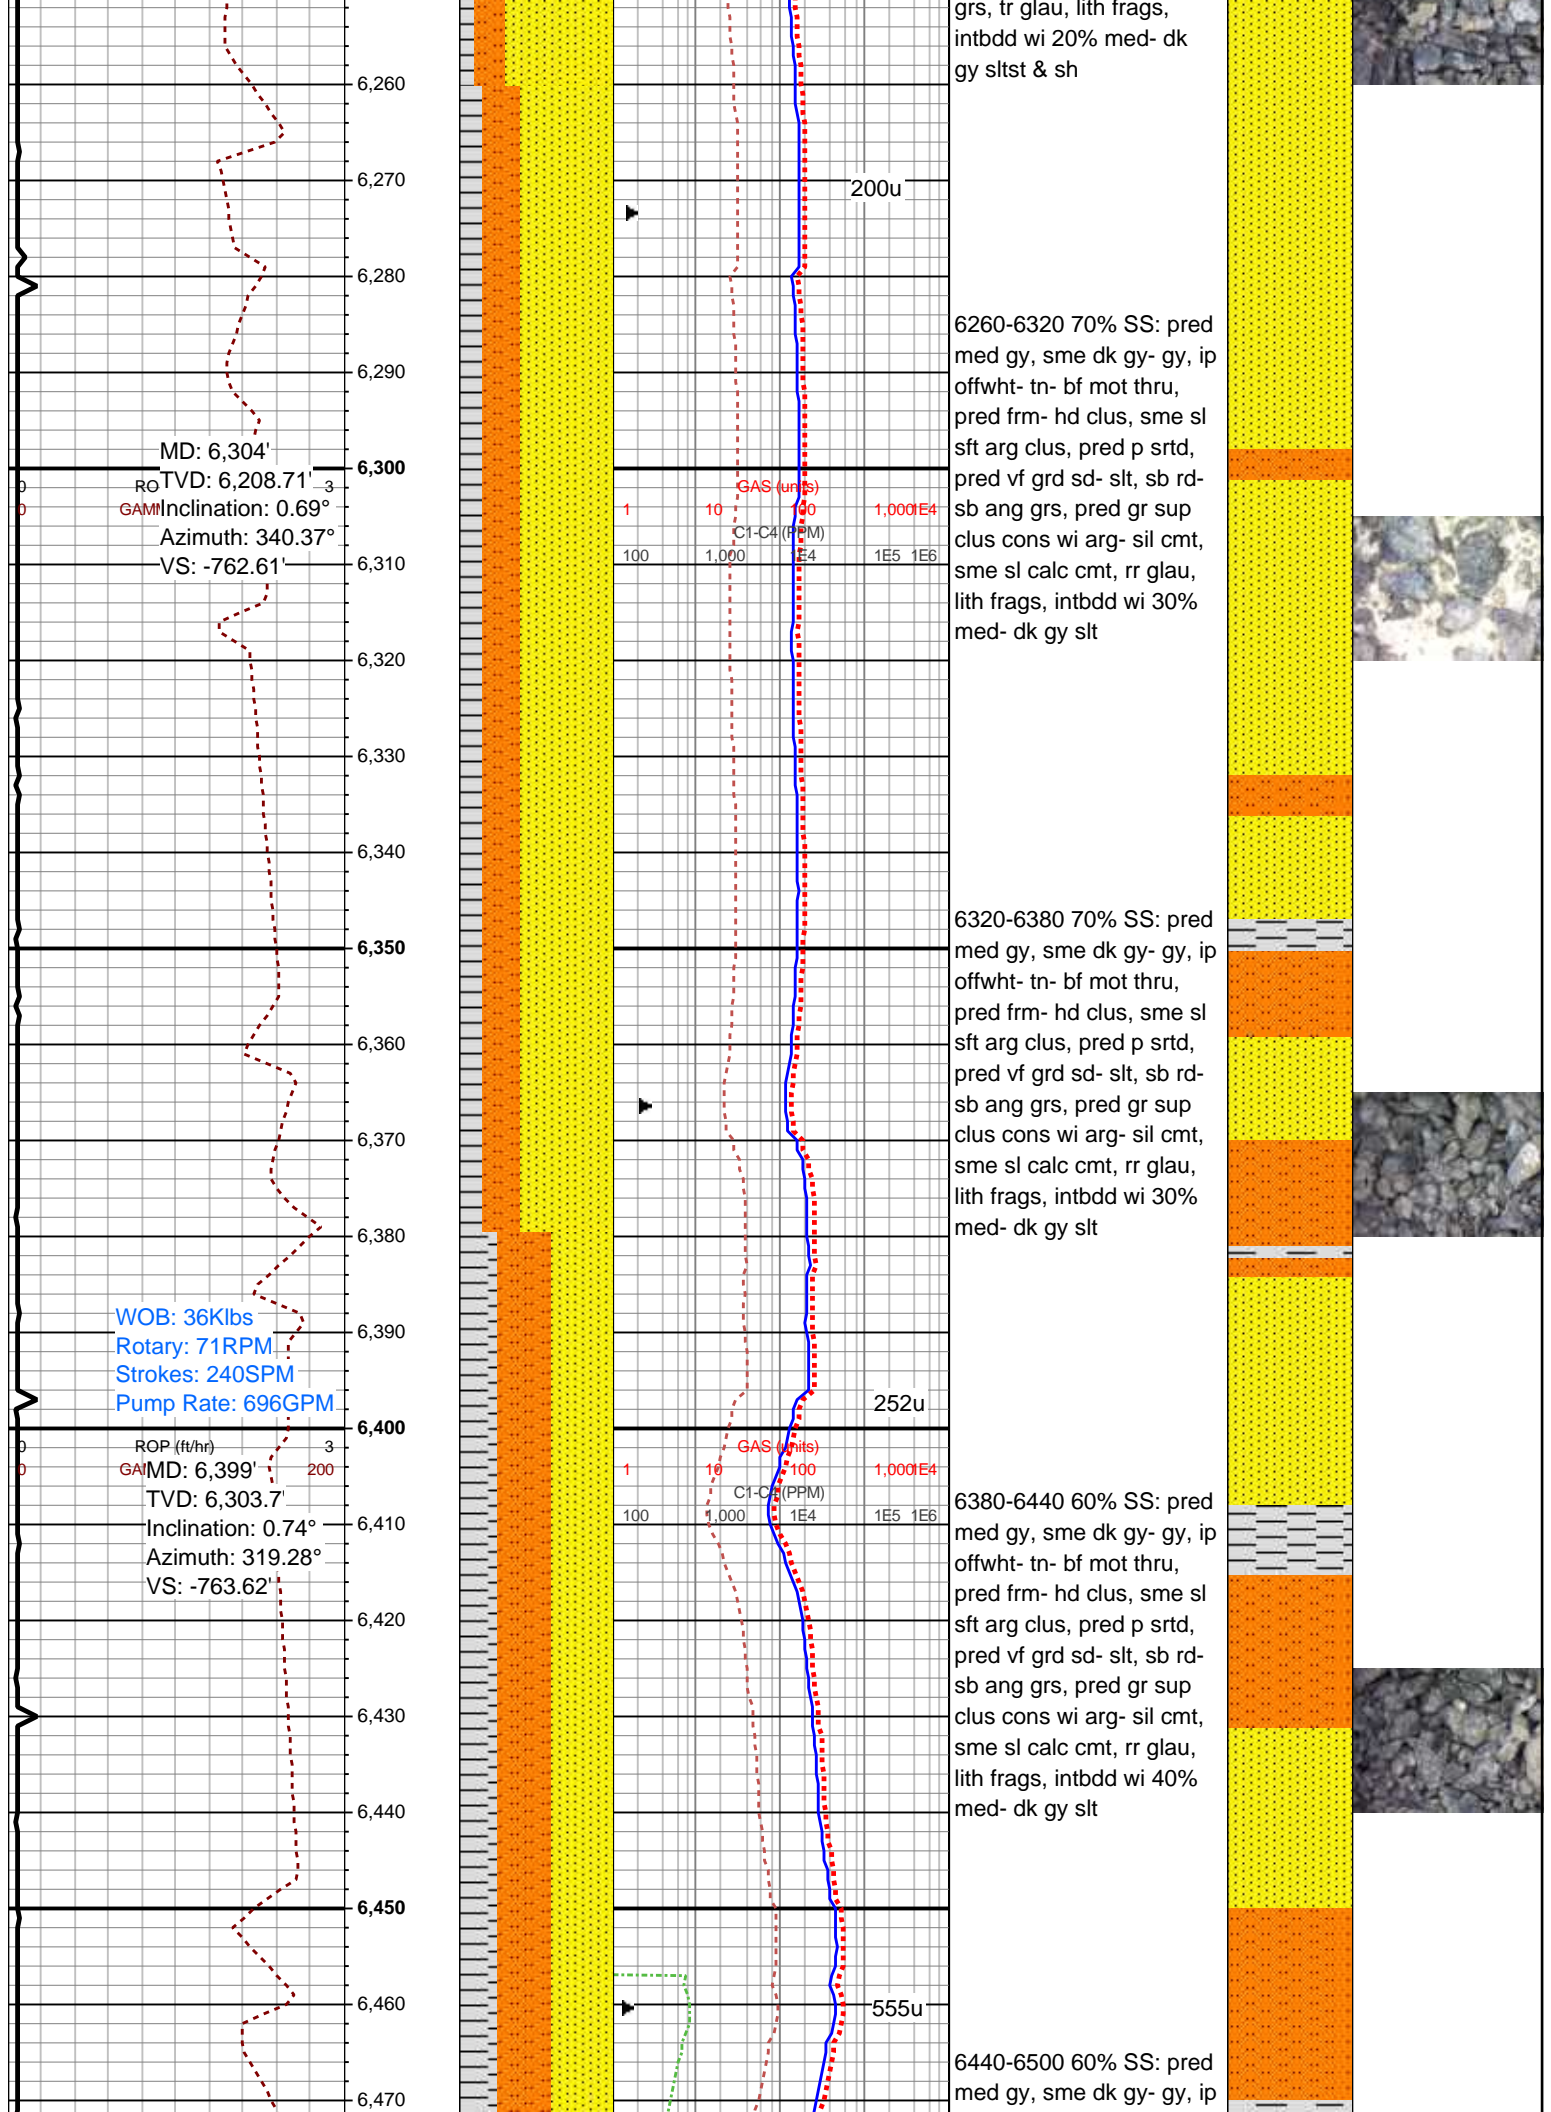 grs, tr glau, lith frags,
intbdd wi 20% med- dk
gy sltst & sh
6,260
6,270
200u
6,280
6260-6320 70% SS: pred
med gy, sme dk gy- gy, ip
offwht- tn- bf mot thru,
pred frm- hd clus, sme sl
sft arg clus, pred p srtd,
pred vf grd sd- slt, sb rd-
sb ang grs, pred gr sup
clus cons wi arg- sil cmt,
sme sl calc cmt, rr glau,
lith frags, intbdd wi 30%
med- dk gy slt
6,290
MD: 6,304'
TVD: 6,208.71'
Inclination: 0.69°
Azimuth: 340.37°
VS: -762.61'
6,300
0 RO 3
0 GAM
GAS (units)
1 10 100 1,000 1E4
C1-C4 (PPM)
100 1,000 1E4 1E5 1E6
6,310
6,320
6,330
6,340
6320-6380 70% SS: pred
med gy, sme dk gy- gy, ip
offwht- tn- bf mot thru,
pred frm- hd clus, sme sl
sft arg clus, pred p srtd,
pred vf grd sd- slt, sb rd-
sb ang grs, pred gr sup
clus cons wi arg- sil cmt,
sme sl calc cmt, rr glau,
lith frags, intbdd wi 30%
med- dk gy slt
6,350
6,360
6,370
6,380
WOB: 36Klbs
Rotary: 71RPM
Strokes: 240SPM
Pump Rate: 696GPM
6,390
252u
6,400
0 ROP (ft/hr) 3
0 GA 200
GAS (units)
1 10 100 1,000 1E4
C1-C4 (PPM)
100 1,000 1E4 1E5 1E6
MD: 6,399'
TVD: 6,303.7'
Inclination: 0.74°
Azimuth: 319.28°
VS: -763.62'
6380-6440 60% SS: pred
med gy, sme dk gy- gy, ip
offwht- tn- bf mot thru,
pred frm- hd clus, sme sl
sft arg clus, pred p srtd,
pred vf grd sd- slt, sb rd-
sb ang grs, pred gr sup
clus cons wi arg- sil cmt,
sme sl calc cmt, rr glau,
lith frags, intbdd wi 40%
med- dk gy slt
6,410
6,420
6,430
6,440
6,450
6,460
555u
6440-6500 60% SS: pred
med gy, sme dk gy- gy, ip
6,470